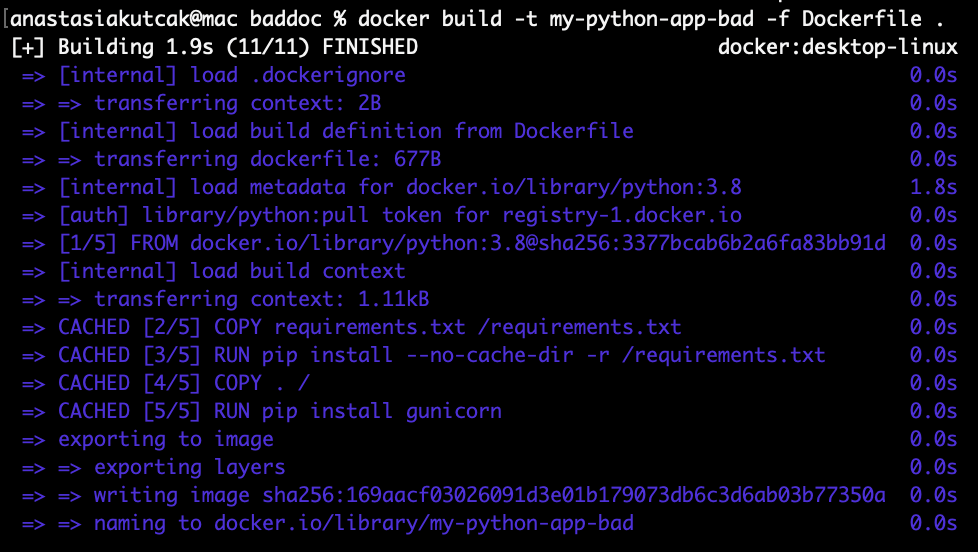 [anastasiakutcak@mac baddoc % docker build -t my-python-app-bad -f Dockerfile .
[+] Building 1.9s (11/11) FINISHED docker:desktop-linux
=> [internal] load .dockerignore 0.0s
=> => transferring context: 2B 0.0s
=> [internal] load build definition from Dockerfile 0.0s
=> => transferring dockerfile: 677B 0.0s
=> [internal] load metadata for docker.io/library/python:3.8 1.8s
=> [auth] library/python:pull token for registry-1.docker.io 0.0s
=> [1/5] FROM docker.io/library/python:3.8@sha256:3377bcab6b2a6fa83bb91d 0.0s
=> [internal] load build context 0.0s
=> => transferring context: 1.11kB 0.0s
=> CACHED [2/5] COPY requirements.txt /requirements.txt 0.0s
=> CACHED [3/5] RUN pip install --no-cache-dir -r /requirements.txt 0.0s
=> CACHED [4/5] COPY . / 0.0s
=> CACHED [5/5] RUN pip install gunicorn 0.0s
=> exporting to image 0.0s
=> => exporting layers 0.0s
=> => writing image sha256:169aacf03026091d3e01b179073db6c3d6ab03b77350a 0.0s
=> => naming to docker.io/library/my-python-app-bad 0.0s